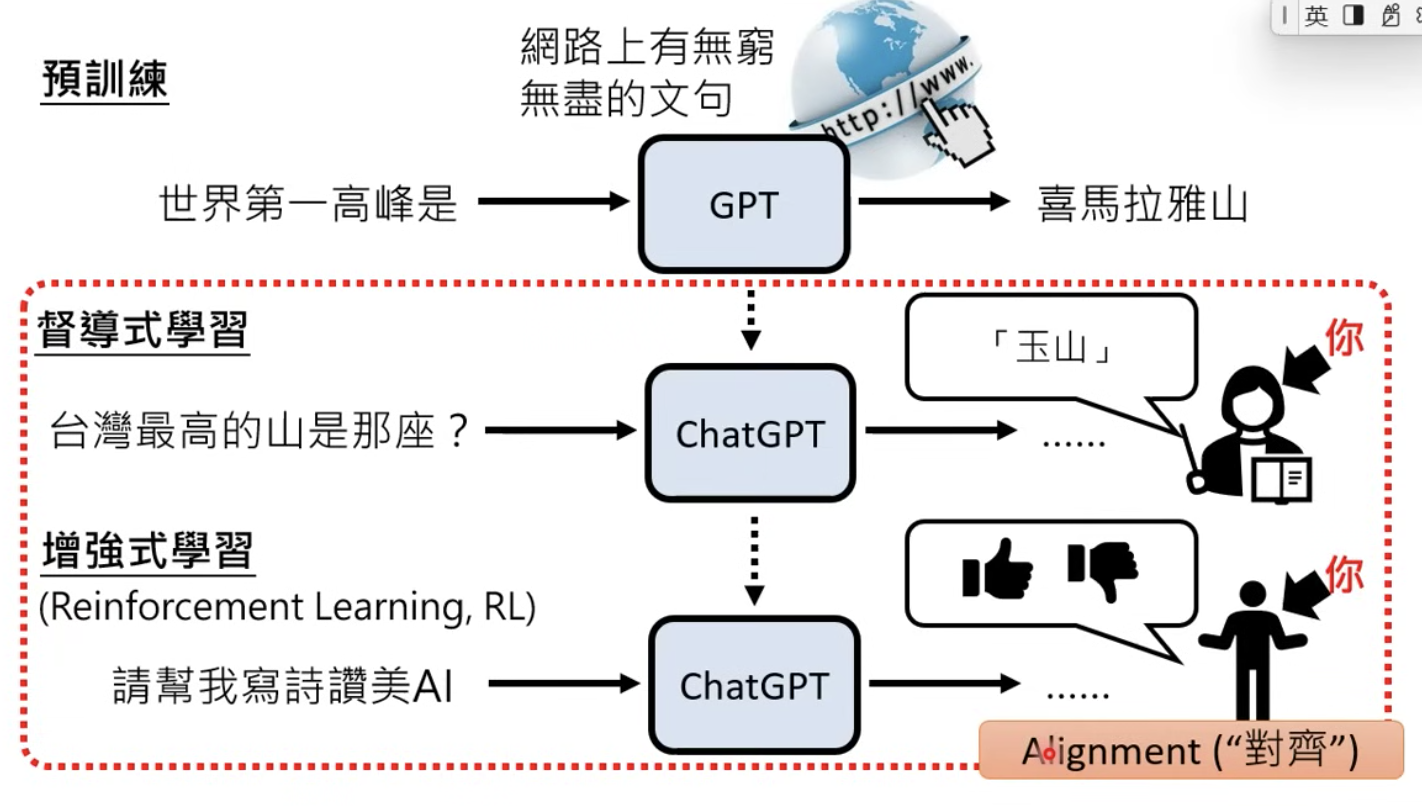 英
預訓練
網路上有無窮
無盡的文句
http://www.
世界第一高峰是
GPT
喜馬拉雅山
督導式學習
「玉山」
你
台灣最高的山是那座？
ChatGPT
……
增強式學習
(Reinforcement Learning, RL)
你
請幫我寫詩讚美AI
ChatGPT
……
Alignment (“對齊”)